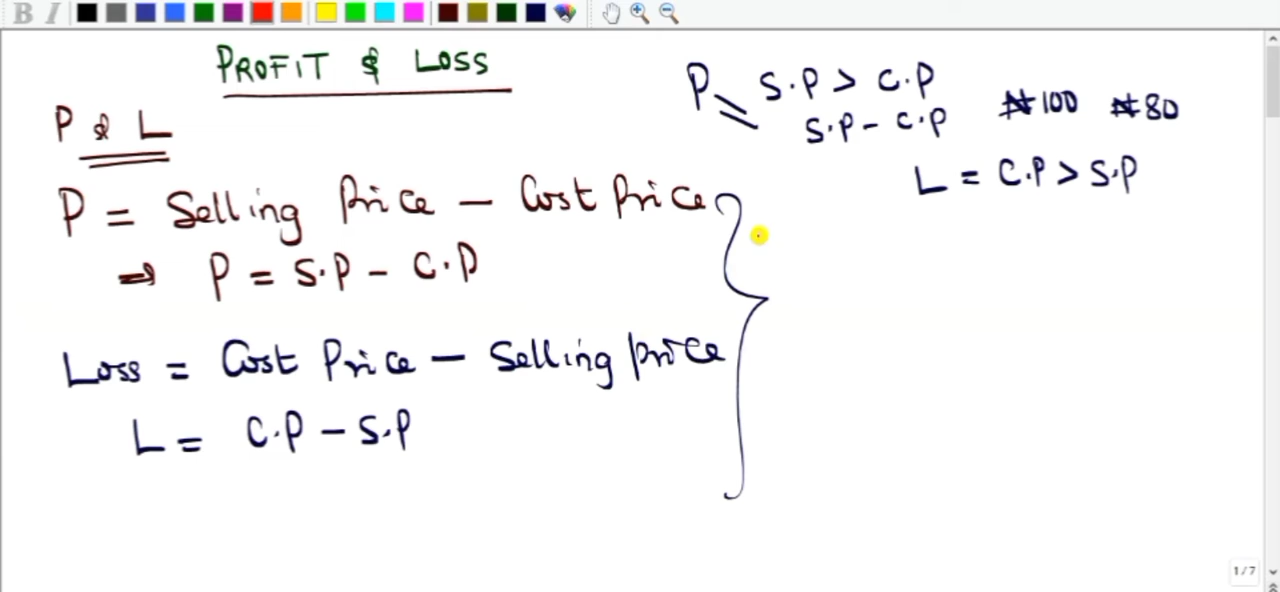 B I
PROFIT & LOSS
P & L
P = Selling Price - Cost Price
⇒ P = S.P - C.P
Loss = Cost Price - Selling price
L = C.P - S.P
P S.P > C.P
S.P - C.P ₦100 ₦80
L = C.P > S.P
1/7